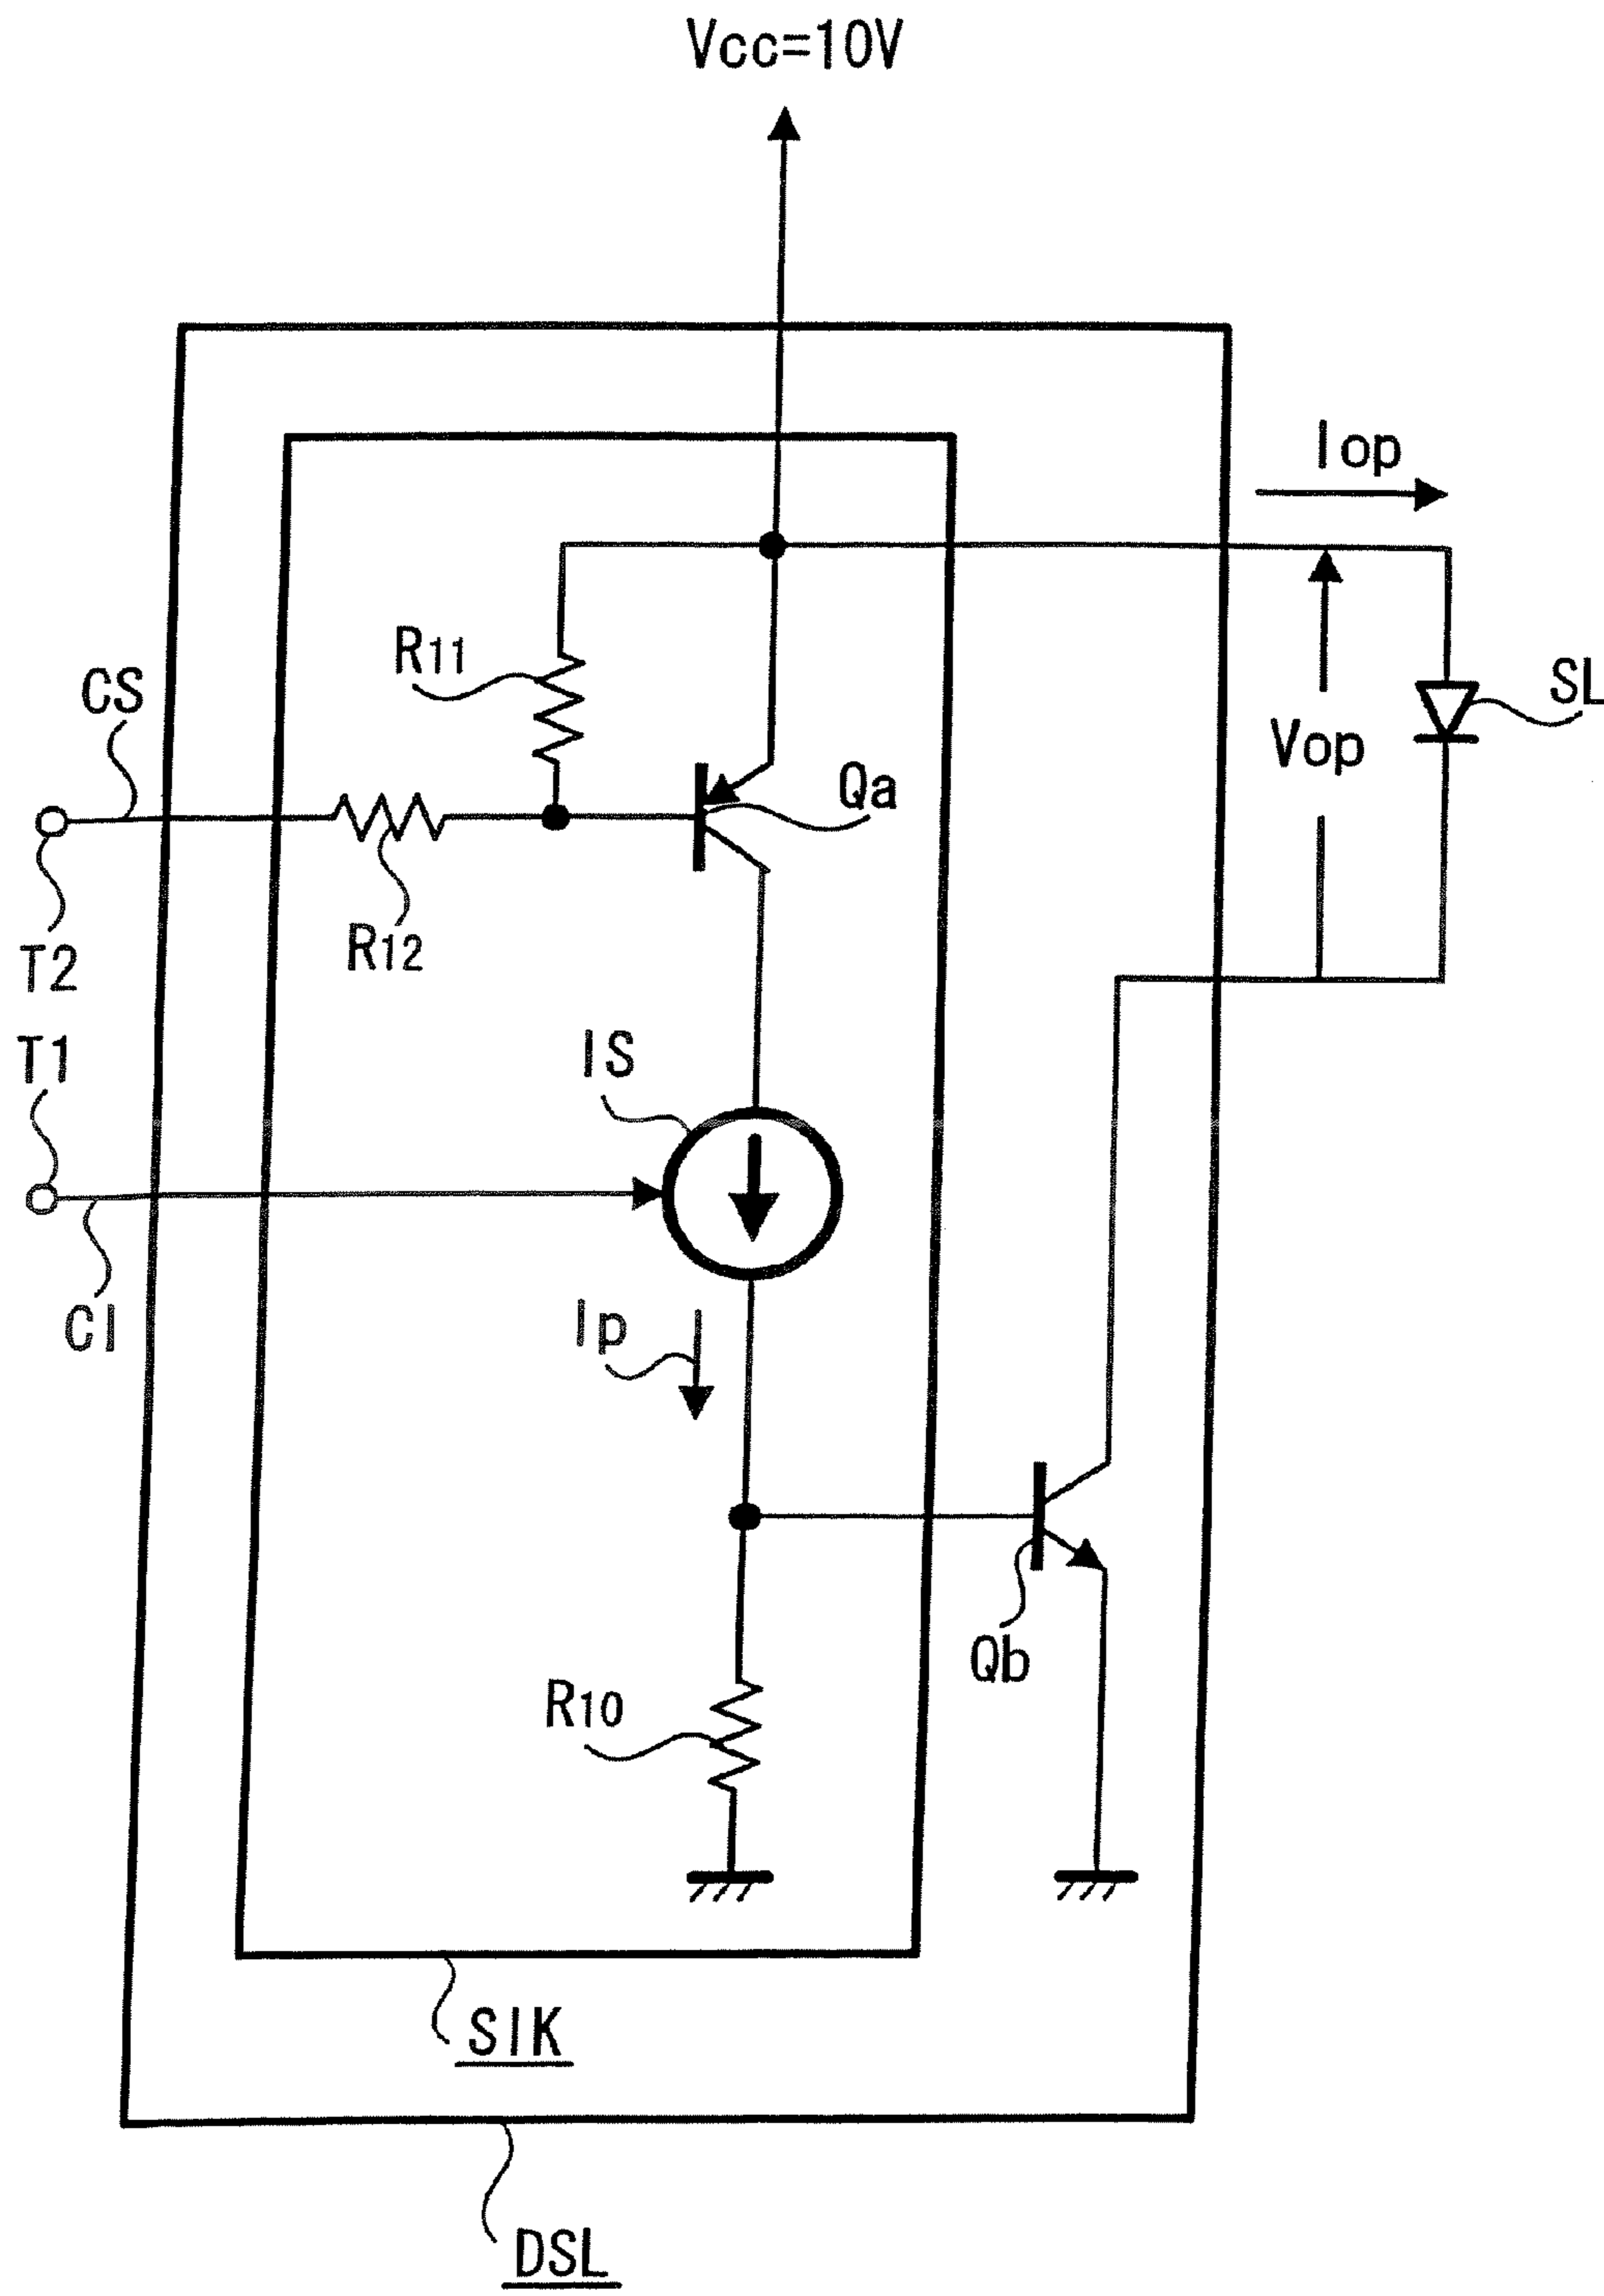 Vcc=10V
Iop
R11
CS
SL
Vop
Qa
R12
T2
T1
IS
CI
Ip
Qb
R10
SIK
DSL